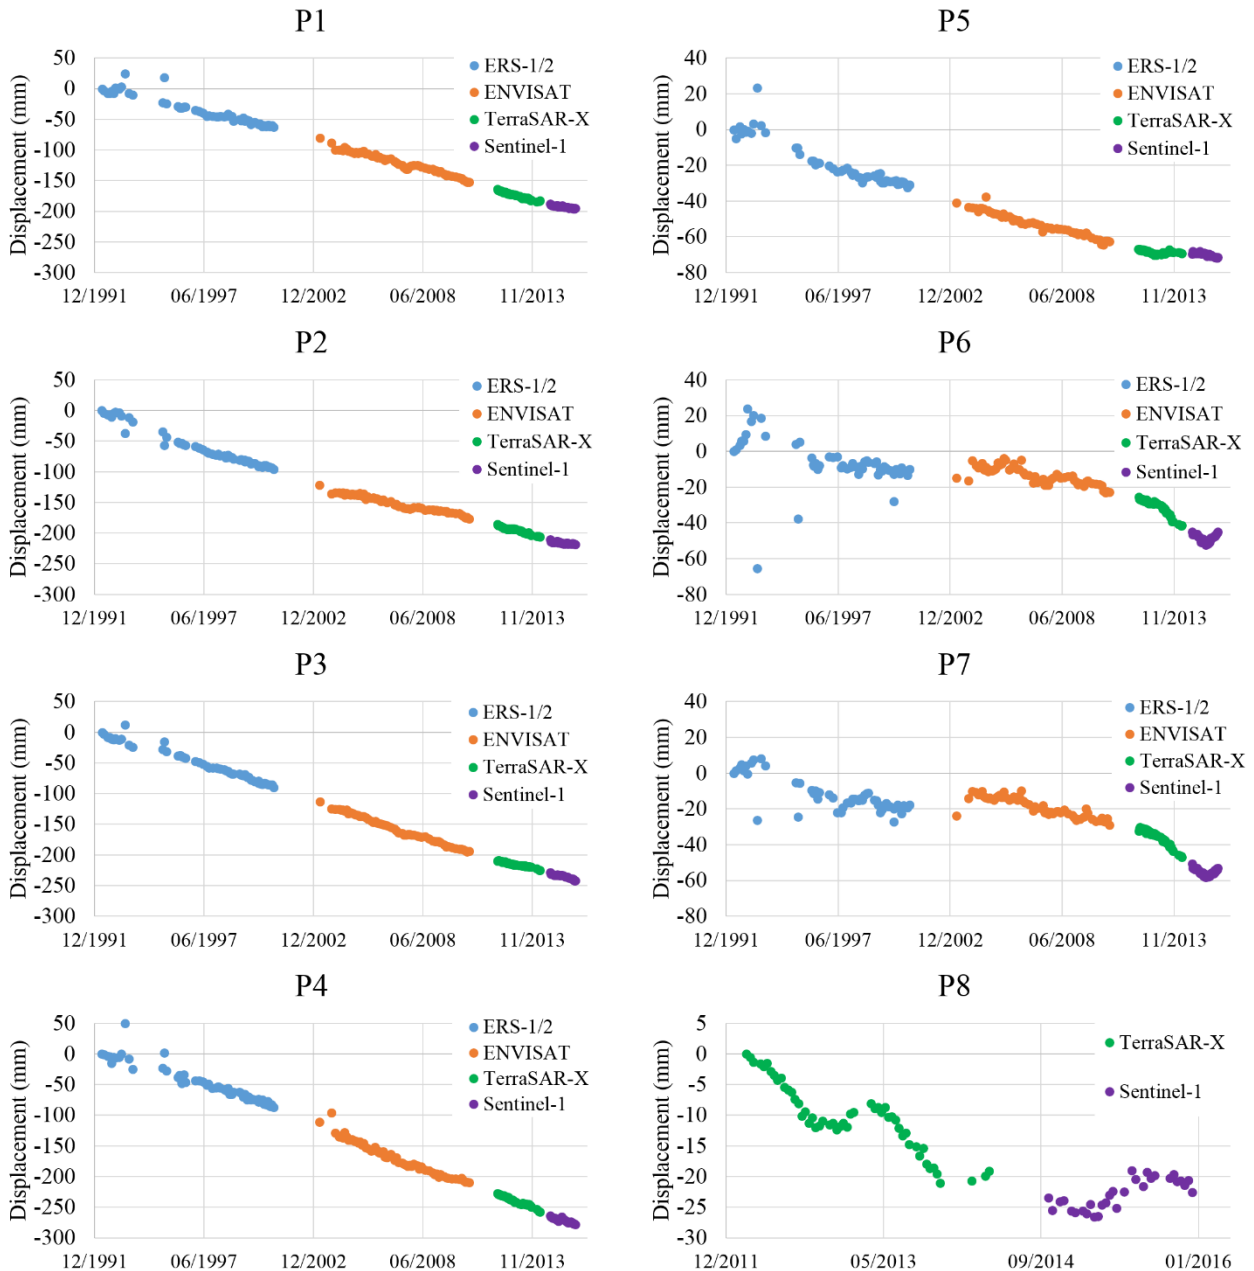 P1
Displacement (mm)
50
0
-50
-100
-150
-200
-250
-300
12/1991
06/1997
12/2002
06/2008
11/2013
ERS-1/2
ENVISAT
TerraSAR-X
Sentinel-1
P5
Displacement (mm)
40
20
0
-20
-40
-60
-80
12/1991
06/1997
12/2002
06/2008
11/2013
ERS-1/2
ENVISAT
TerraSAR-X
Sentinel-1
P2
Displacement (mm)
50
0
-50
-100
-150
-200
-250
-300
12/1991
06/1997
12/2002
06/2008
11/2013
ERS-1/2
ENVISAT
TerraSAR-X
Sentinel-1
P6
Displacement (mm)
40
20
0
-20
-40
-60
-80
12/1991
06/1997
12/2002
06/2008
11/2013
ERS-1/2
ENVISAT
TerraSAR-X
Sentinel-1
P3
Displacement (mm)
50
0
-50
-100
-150
-200
-250
-300
12/1991
06/1997
12/2002
06/2008
11/2013
ERS-1/2
ENVISAT
TerraSAR-X
Sentinel-1
P7
Displacement (mm)
40
20
0
-20
-40
-60
-80
12/1991
06/1997
12/2002
06/2008
11/2013
ERS-1/2
ENVISAT
TerraSAR-X
Sentinel-1
P4
Displacement (mm)
50
0
-50
-100
-150
-200
-250
-300
12/1991
06/1997
12/2002
06/2008
11/2013
ERS-1/2
ENVISAT
TerraSAR-X
Sentinel-1
P8
Displacement (mm)
5
0
-5
-10
-15
-20
-25
-30
12/2011
05/2013
09/2014
01/2016
TerraSAR-X
Sentinel-1